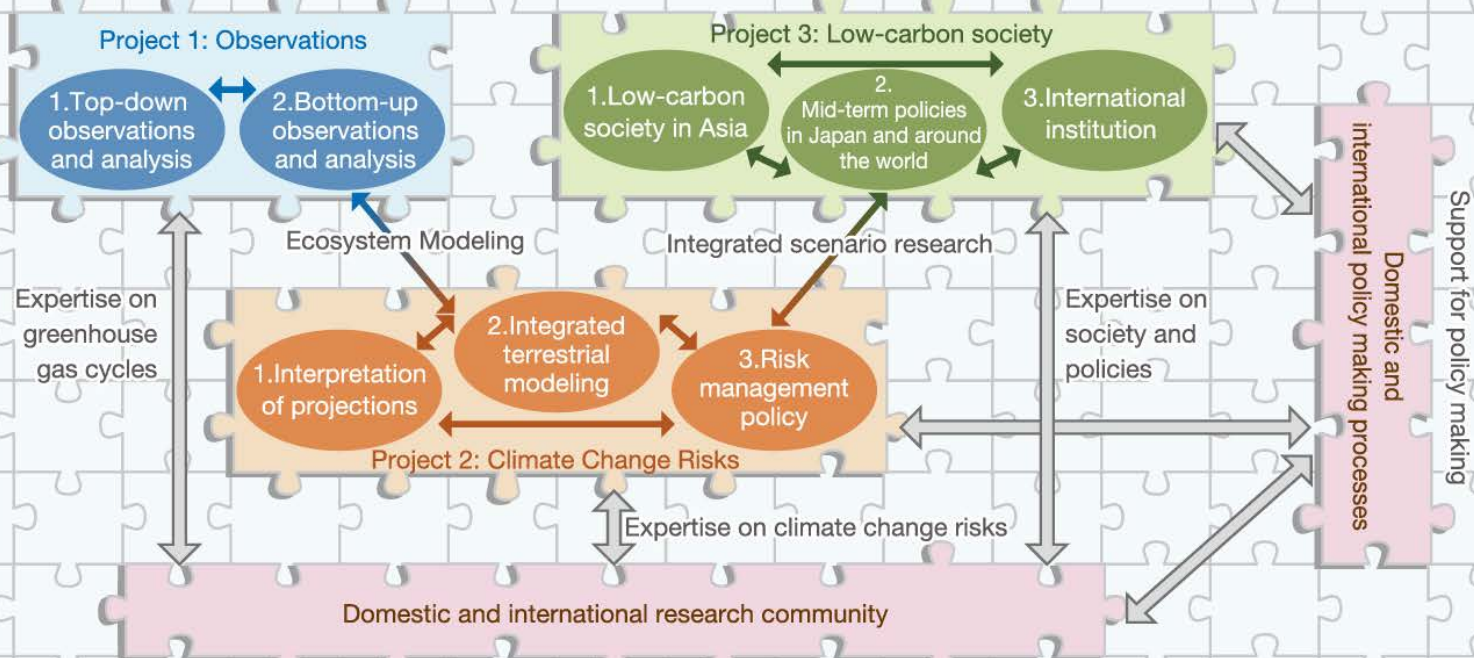 Project 1: Observations
1.Top-down
observations
and analysis
2.Bottom-up
observations
and analysis
Project 3: Low-carbon society
1.Low-carbon
society in Asia
2.
Mid-term policies
in Japan and around
the world
3.International
institution
Ecosystem Modeling
Integrated scenario research
Expertise on
greenhouse
gas cycles
1.Interpretation
of projections
2.Integrated
terrestrial
modeling
3.Risk
management
policy
Project 2: Climate Change Risks
Expertise on
society and
policies
Expertise on climate change risks
Domestic and international research community
Domestic and
international policy making processes
Support for policy making